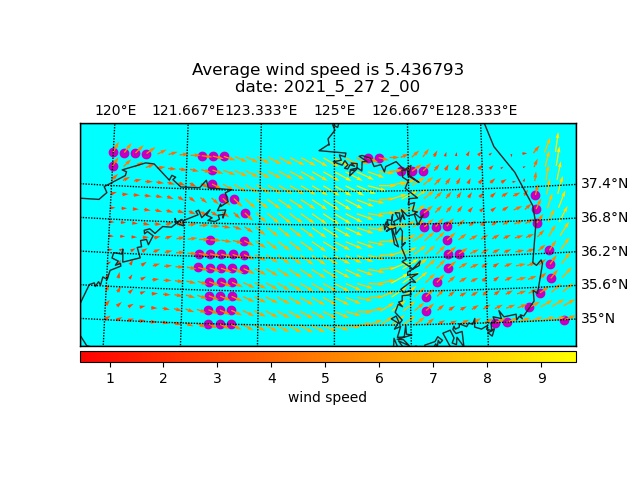 Average wind speed is 5.436793
date: 2021_5_27 2_00
120°E 121.667°E 123.333°E 125°E 126.667°E 128.333°E
37.4°N
36.8°N
36.2°N
35.6°N
35°N
1 2 3 4 5 6 7 8 9
wind speed